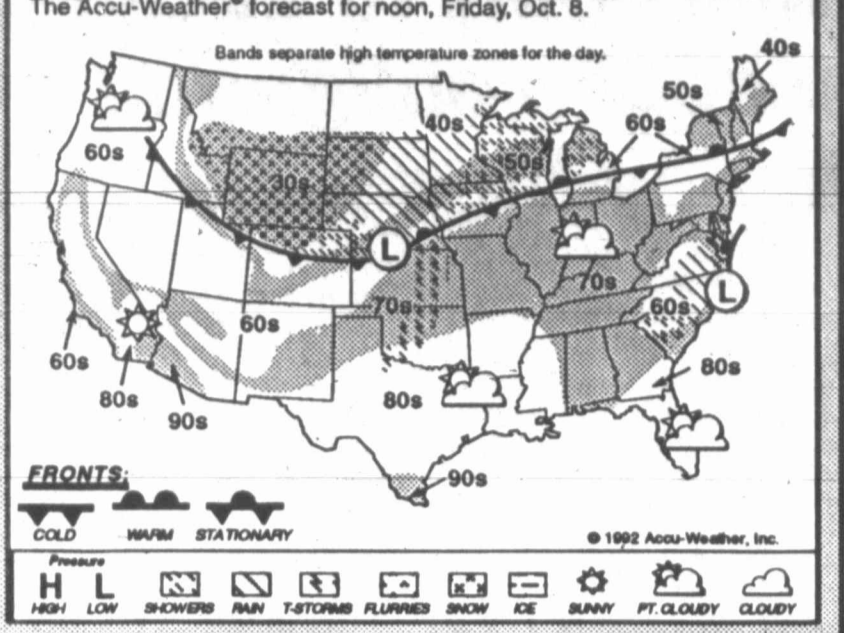 The Accu-Weather® forecast for noon, Friday, Oct. 8.
Bands separate high temperature zones for the day.
40s
50s
60s
40s
60s
50s
30s
L
70s
L
70s
60s
60s
60s
80s
80s
80s
90s
90s
FRONTS:
COLD WARM STATIONARY
© 1992 Accu-Weather, Inc.
Pressure
H L
HIGH LOW SHOWERS RAIN T-STORMS FLURRIES SNOW ICE SUNNY PT. CLOUDY CLOUDY